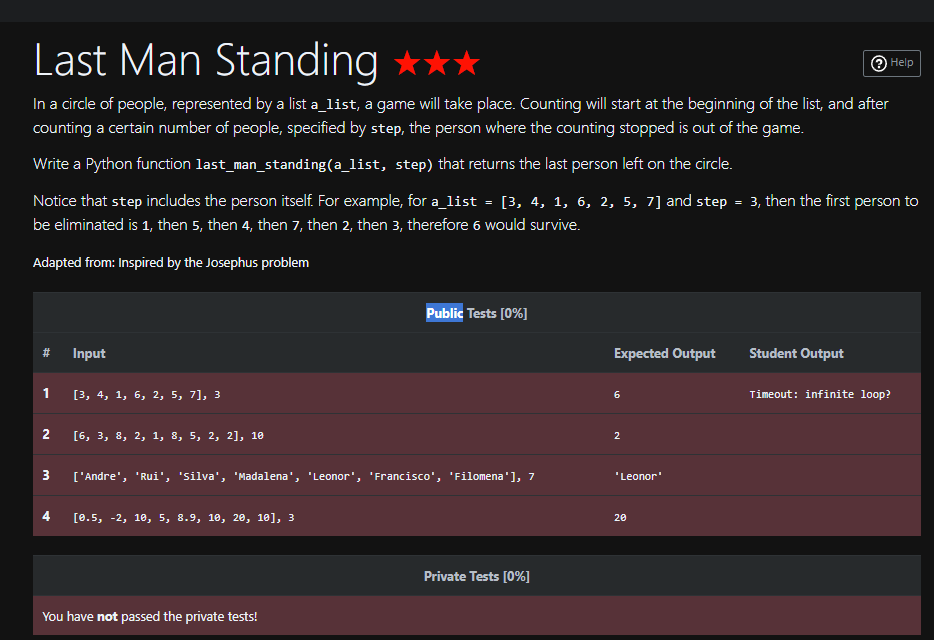 Last Man Standing ★★★
Help
In a circle of people, represented by a list a_list, a game will take place. Counting will start at the beginning of the list, and after
counting a certain number of people, specified by step, the person where the counting stopped is out of the game.
Write a Python function last_man_standing(a_list, step) that returns the last person left on the circle.
Notice that step includes the person itself. For example, for a_list = [3, 4, 1, 6, 2, 5, 7] and step = 3, then the first person to
be eliminated is 1, then 5, then 4, then 7, then 2, then 3, therefore 6 would survive.
Adapted from: Inspired by the Josephus problem
Public Tests [0%]
# Input Expected Output Student Output
1 [3, 4, 1, 6, 2, 5, 7], 3 6 Timeout: infinite loop?
2 [6, 3, 8, 2, 1, 8, 5, 2, 2], 10 2
3 ['Andre', 'Rui', 'Silva', 'Madalena', 'Leonor', 'Francisco', 'Filomena'], 7 'Leonor'
4 [0.5, -2, 10, 5, 8.9, 10, 20, 10], 3 20
Private Tests [0%]
You have not passed the private tests!